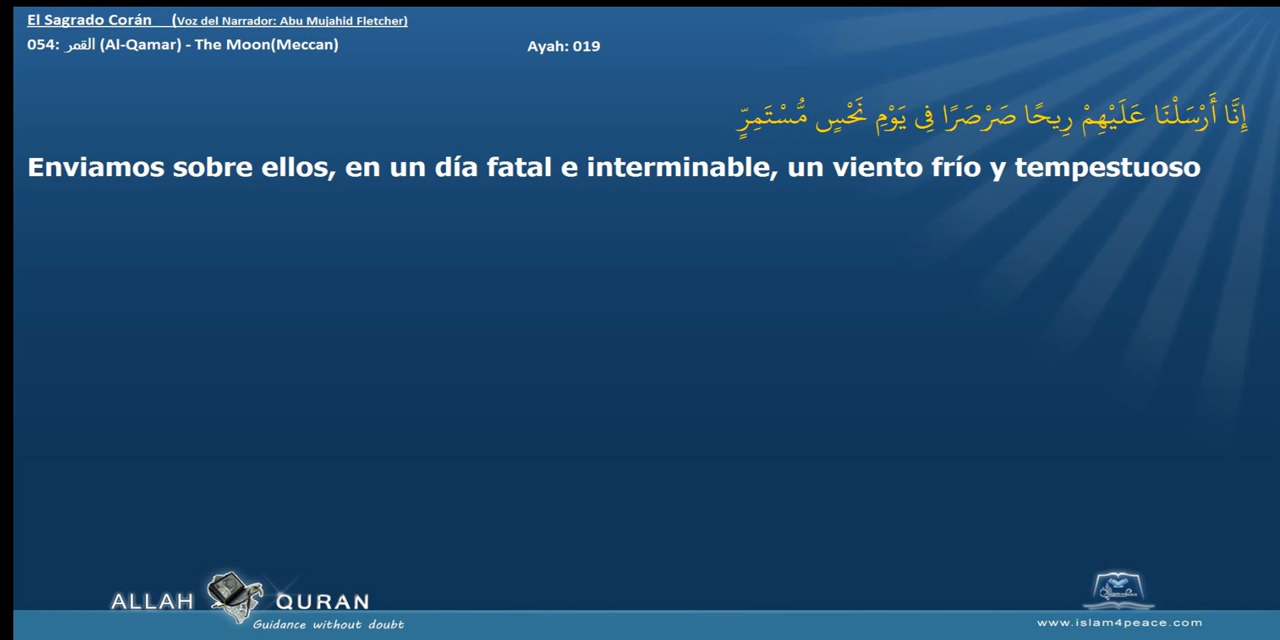 El Sagrado Corán (Voz del Narrador: Abu Mujahid Fletcher)
054: القمر (Al-Qamar) - The Moon(Meccan) Ayah: 019
إِنَّا أَرْسَلْنَا عَلَيْهِمْ رِيحًا صَرْصَرًا فِى يَوْمِ نَحْسٍ مُّسْتَمِرٍّ
Enviamos sobre ellos, en un día fatal e interminable, un viento frío y tempestuoso
ALLAH QURAN
Guidance without doubt
www.islam4peace.com